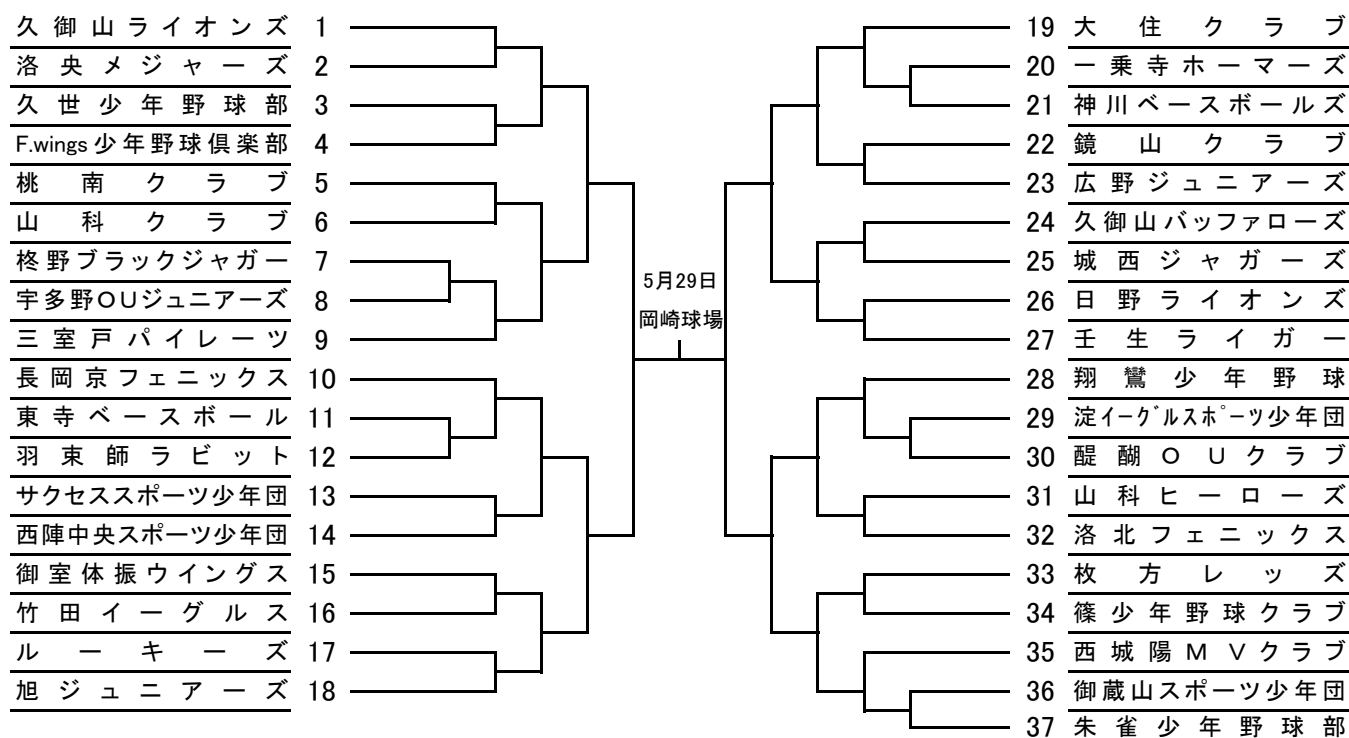 久御山ライオンズ 1
洛央メジャーズ 2
久世少年野球部 3
F.wings少年野球倶楽部 4
桃南クラブ 5
山科クラブ 6
柊野ブラックジャガー 7
宇多野OUジュニアーズ 8
三室戸パイレーツ 9
長岡京フェニックス 10
東寺ベースボール 11
羽束師ラビット 12
サクセススポーツ少年団 13
西陣中央スポーツ少年団 14
御室体振ウイングス 15
竹田イーグルス 16
ルーキーズ 17
旭ジュニアーズ 18
5月29日
岡崎球場
19 大住クラブ
20 一乗寺ホーマーズ
21 神川ベースボールズ
22 鏡山クラブ
23 広野ジュニアーズ
24 久御山バッファローズ
25 城西ジャガーズ
26 日野ライオンズ
27 壬生ライガー
28 翔鸞少年野球
29 淀イーグルスポーツ少年団
30 醍醐OUクラブ
31 山科ヒーローズ
32 洛北フェニックス
33 枚方レッズ
34 篠少年野球クラブ
35 西城陽MVクラブ
36 御蔵山スポーツ少年団
37 朱雀少年野球部